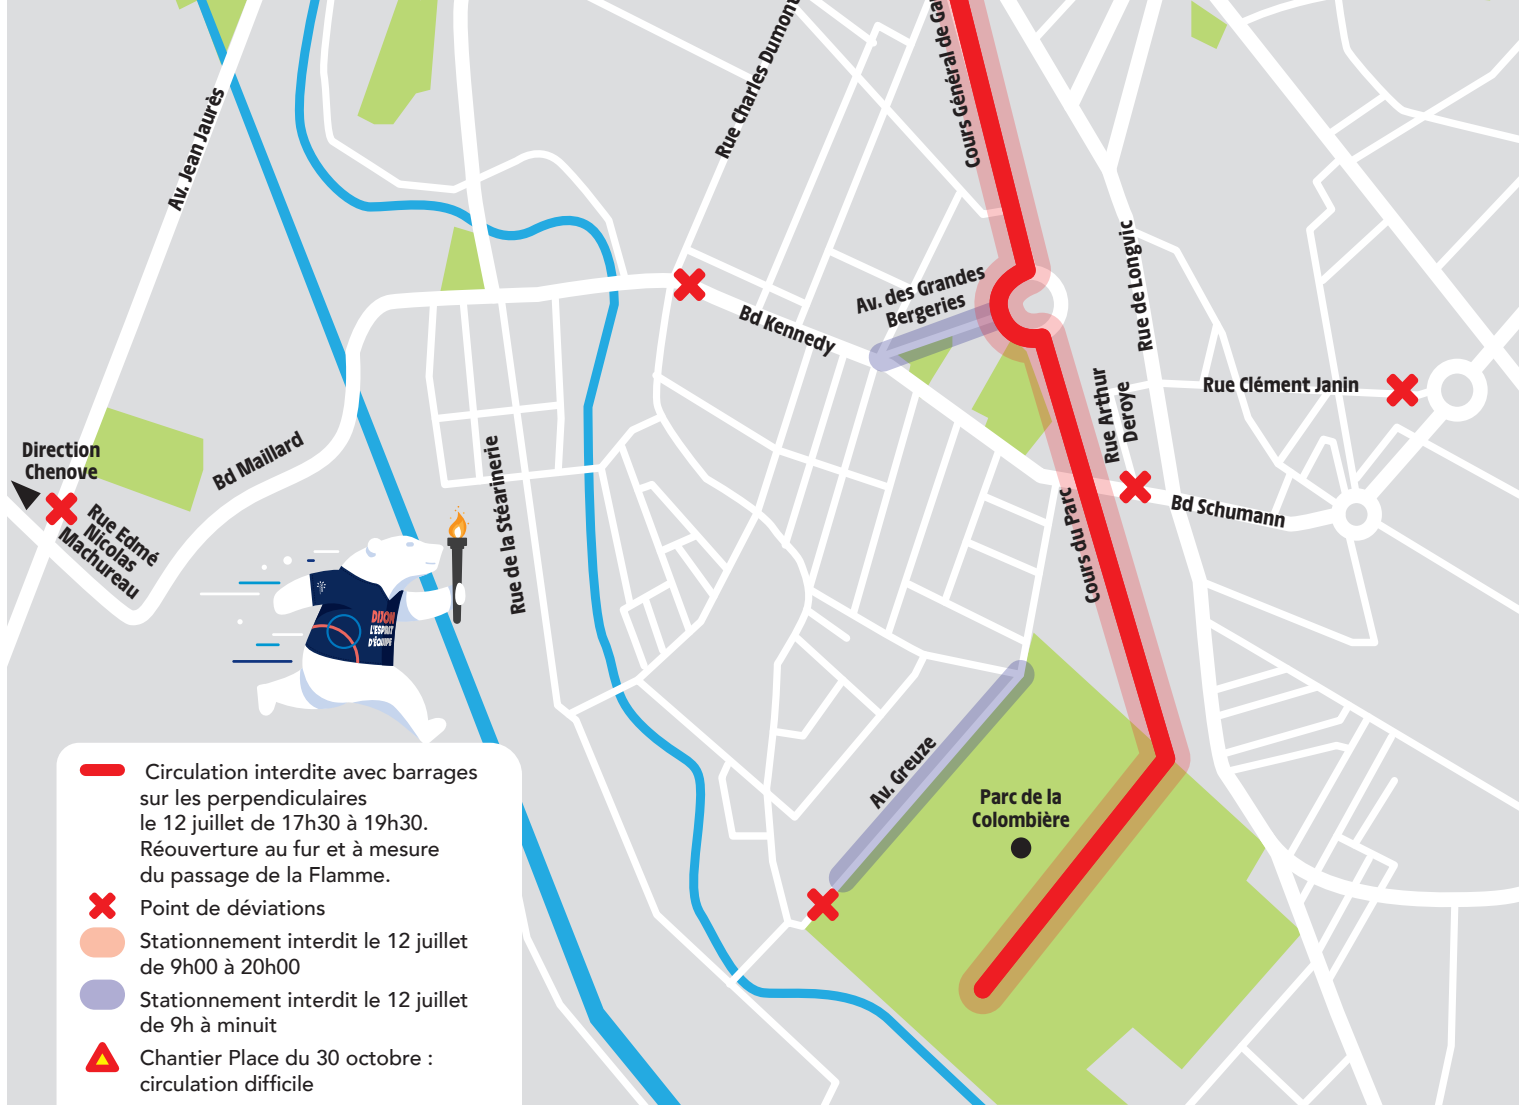 Cours Général de Ga
Rue Charles Dumont
Av. Jean Jaurès
Rue de Longvic
Av. des Grandes
Bergeries
Bd Kennedy
Rue Clément Janin
Rue Arthur
Deroye
Direction
Chenove
Bd Maillard
Rue Edmé
Nicolas
Machureau
Rue de la Stéarinerie
Bd Schumann
Cours du Parc
DIJON
L'ESPRIT
D'ÉQUIPE
Av. Greuze
Parc de la
Colombière
Circulation interdite avec barrages
sur les perpendiculaires
le 12 juillet de 17h30 à 19h30.
Réouverture au fur et à mesure
du passage de la Flamme.
Point de déviations
Stationnement interdit le 12 juillet
de 9h00 à 20h00
Stationnement interdit le 12 juillet
de 9h à minuit
Chantier Place du 30 octobre :
circulation difficile